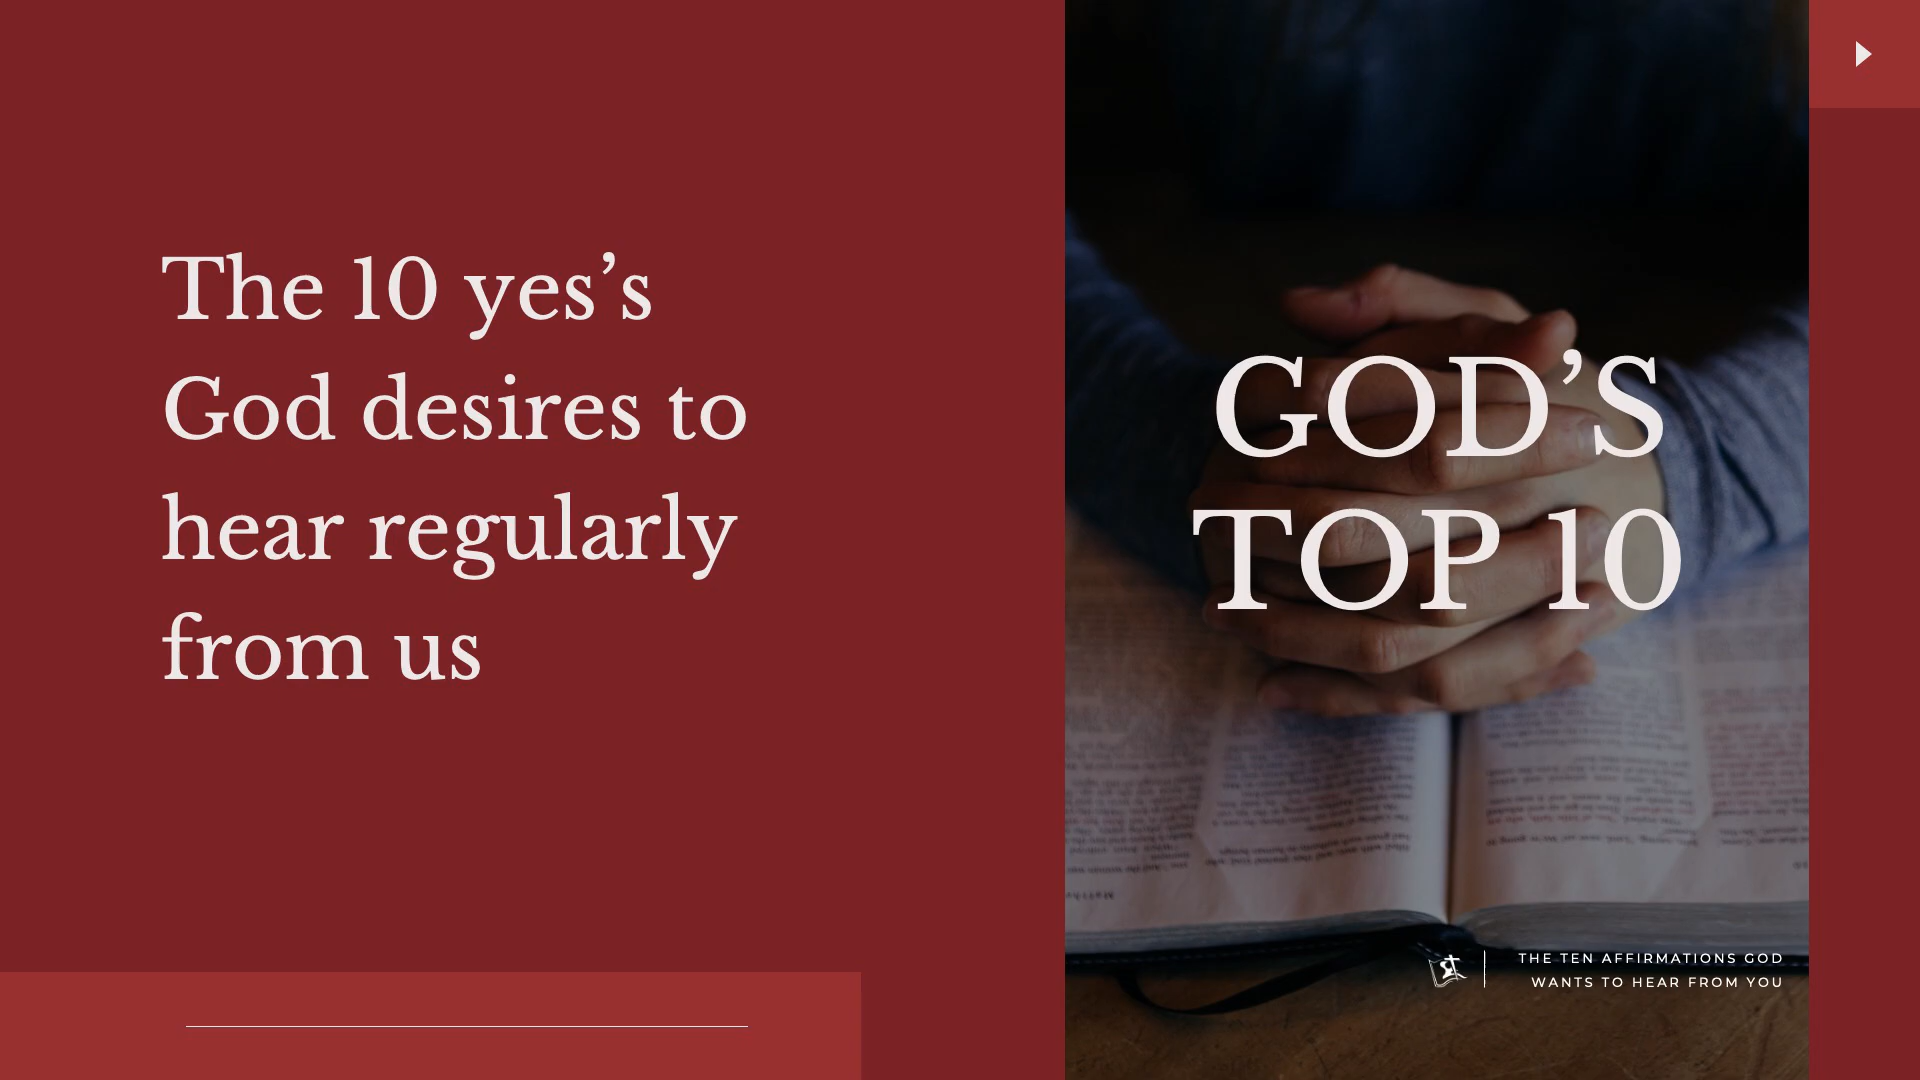 The 10 yes’s
God desires to
hear regularly
from us
GOD’S
TOP 10
THE TEN AFFIRMATIONS GOD
WANTS TO HEAR FROM YOU